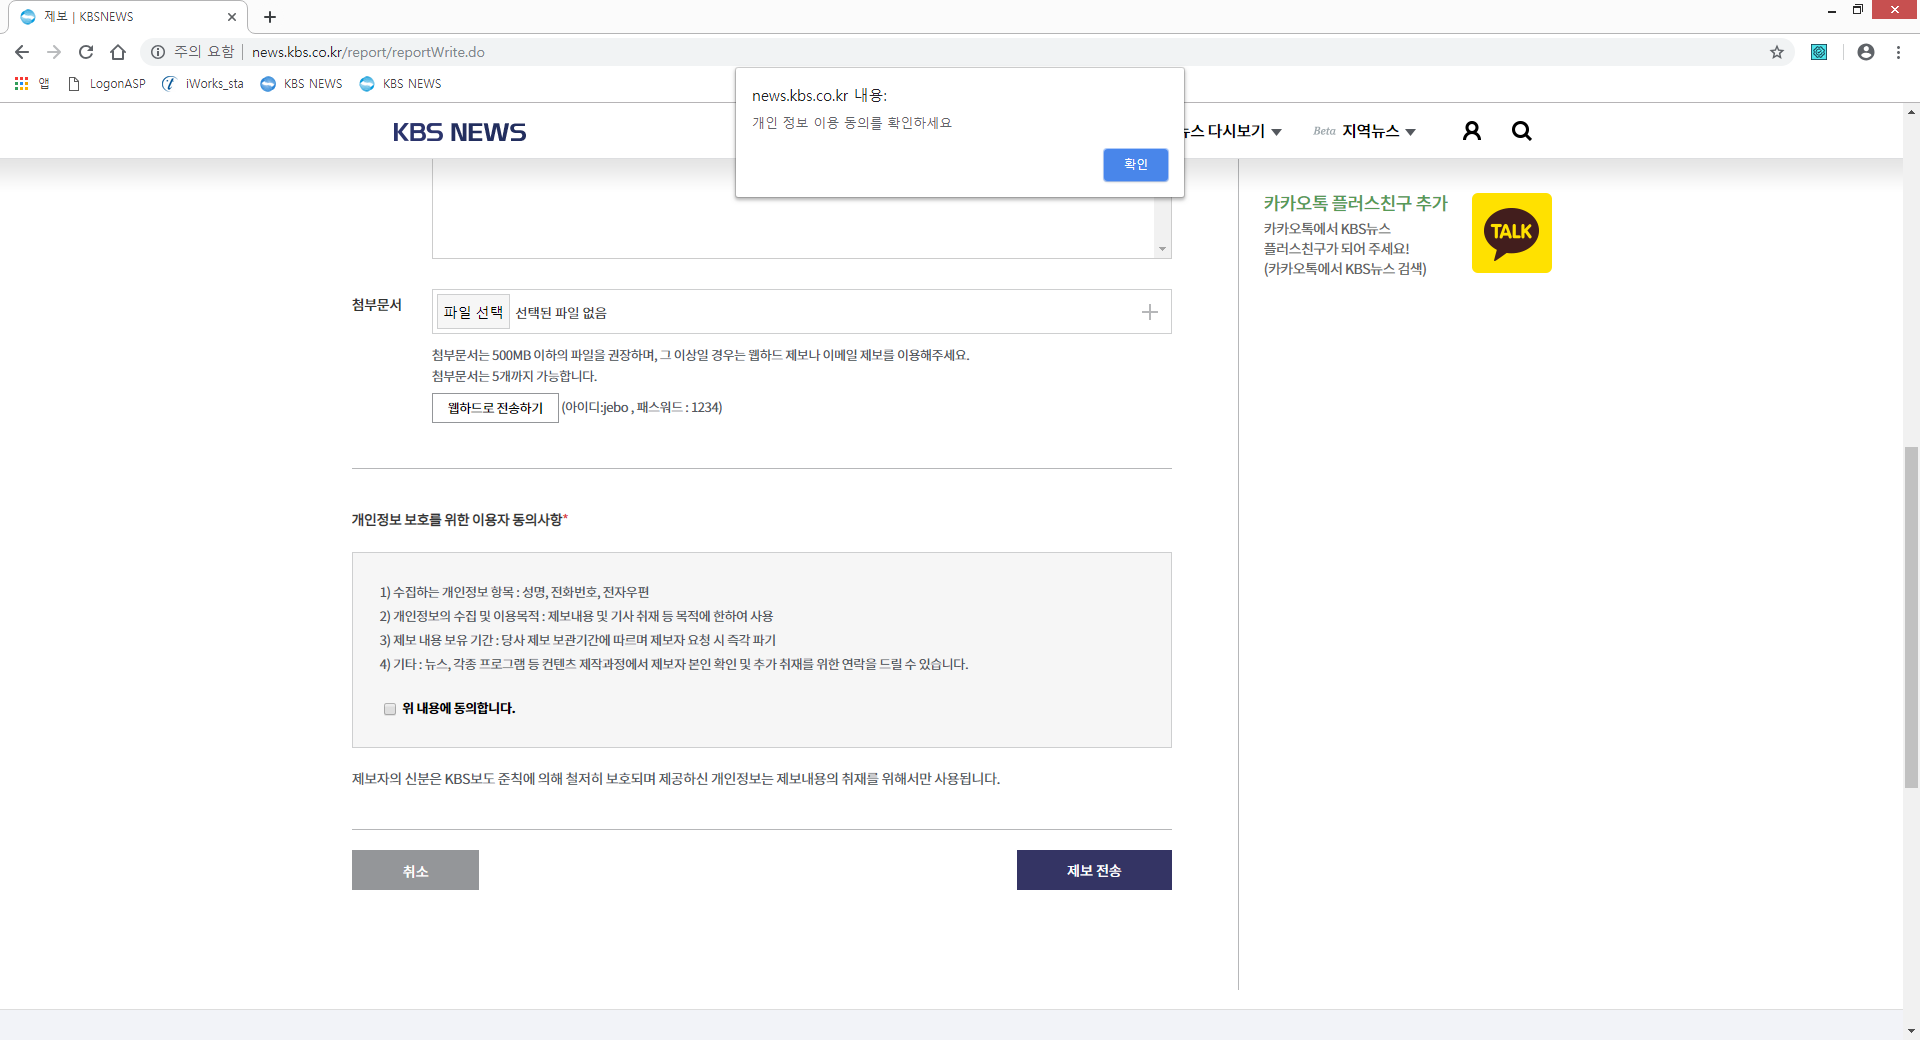 제보 | KBSNEWS
주의 요함 | news.kbs.co.kr/report/reportWrite.do
앱 LogonASP iWorks_sta KBS NEWS KBS NEWS
news.kbs.co.kr 내용:
개인 정보 이용 동의를 확인하세요
확인
KBS NEWS
뉴스 다시보기 Beta 지역뉴스
카카오톡 플러스친구 추가
카카오톡에서 KBS뉴스
플러스친구가 되어 주세요!
(카카오톡에서 KBS뉴스 검색)
TALK
첨부문서
파일 선택 선택된 파일 없음
첨부문서는 500MB 이하의 파일을 권장하며, 그 이상일 경우는 웹하드 제보나 이메일 제보를 이용해주세요.
첨부문서는 5개까지 가능합니다.
웹하드로 전송하기 (아이디:jebo , 패스워드 : 1234)
개인정보 보호를 위한 이용자 동의사항*
1) 수집하는 개인정보 항목 : 성명, 전화번호, 전자우편
2) 개인정보의 수집 및 이용목적 : 제보내용 및 기사 취재 등 목적에 한하여 사용
3) 제보 내용 보유 기간 : 당사 제보 보관기간에 따르며 제보자 요청 시 즉각 파기
4) 기타 : 뉴스, 각종 프로그램 등 컨텐츠 제작과정에서 제보자 본인 확인 및 추가 취재를 위한 연락을 드릴 수 있습니다.
위 내용에 동의합니다.
제보자의 신분은 KBS보도 준칙에 의해 철저히 보호되며 제공하신 개인정보는 제보내용의 취재를 위해서만 사용됩니다.
취소
제보 전송